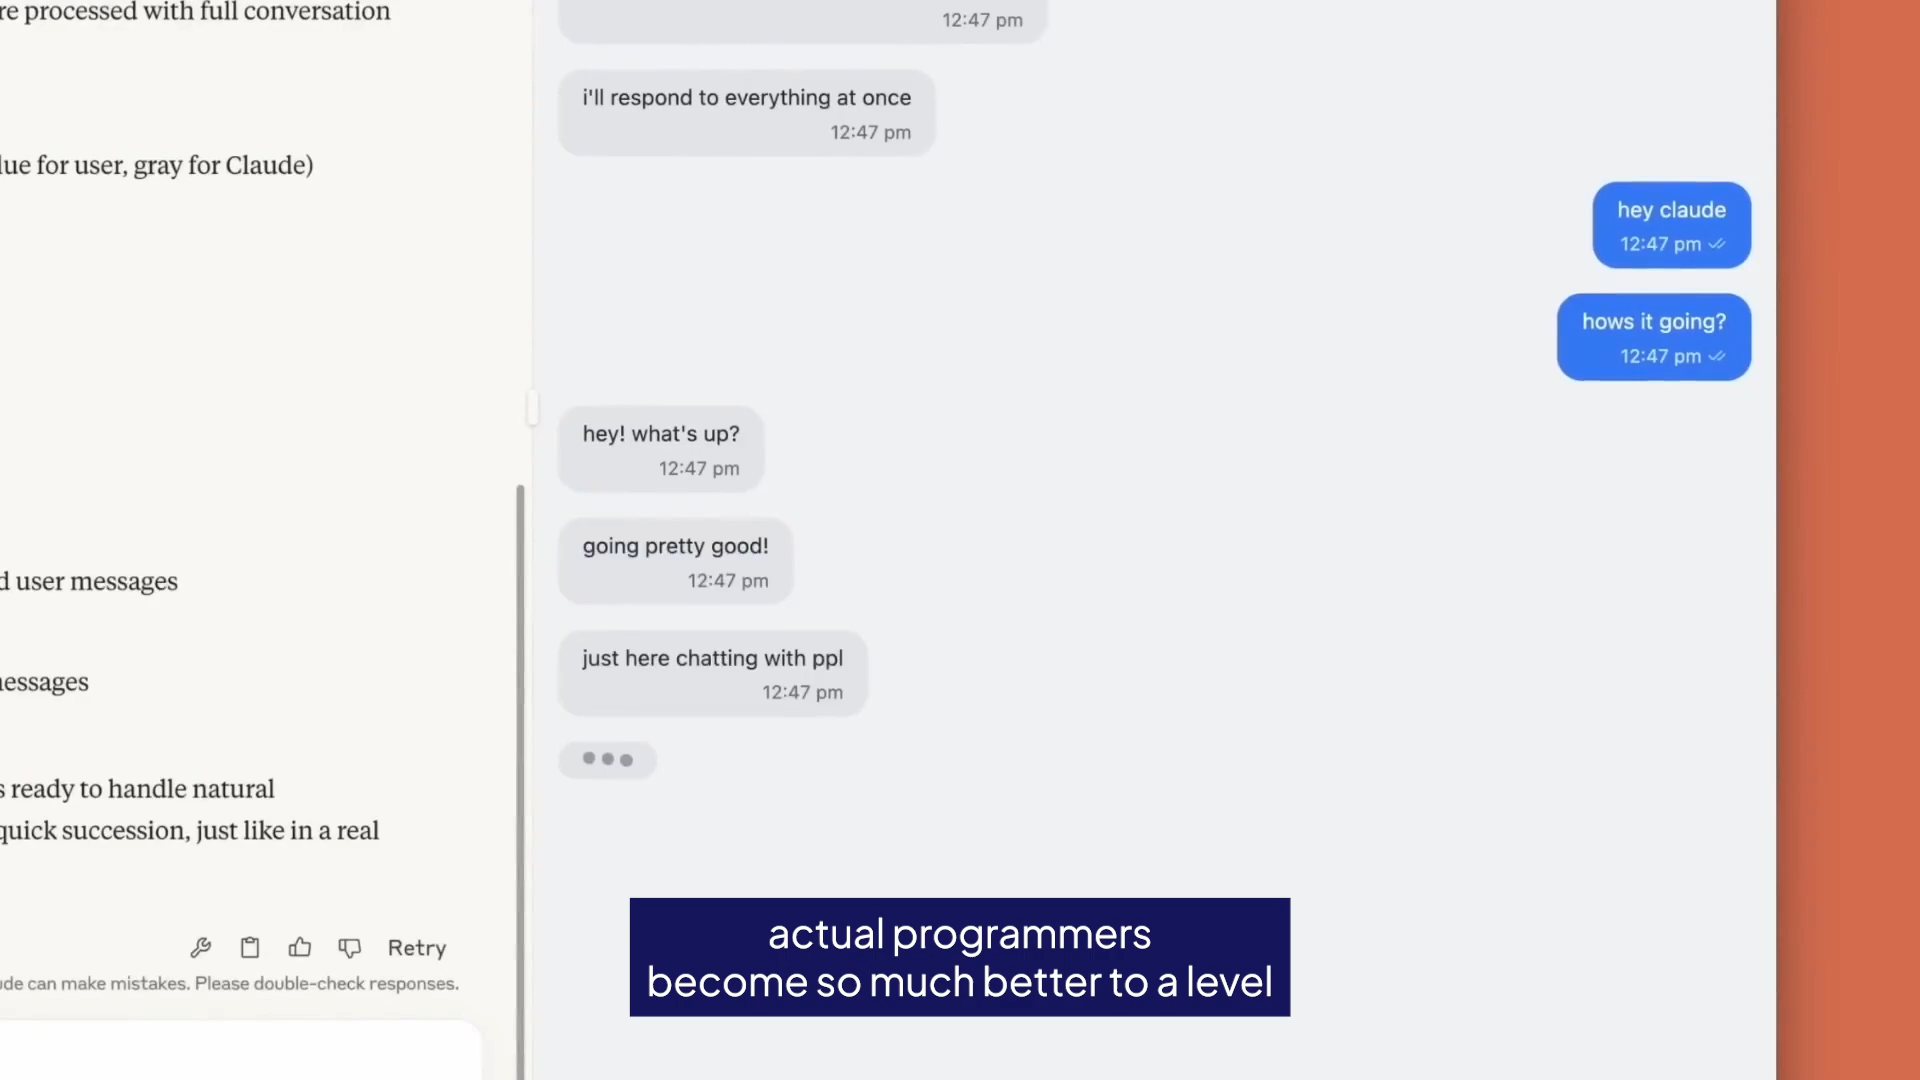 re processed with full conversation
lue for user, gray for Claude)
d user messages
nessages
s ready to handle natural
quick succession, just like in a real
Retry
ude can make mistakes. Please double-check responses.
12:47 pm
i'll respond to everything at once
12:47 pm
hey claude
12:47 pm
hows it going?
12:47 pm
hey! what's up?
12:47 pm
going pretty good!
12:47 pm
just here chatting with ppl
12:47 pm
actual programmers
become so much better to a level